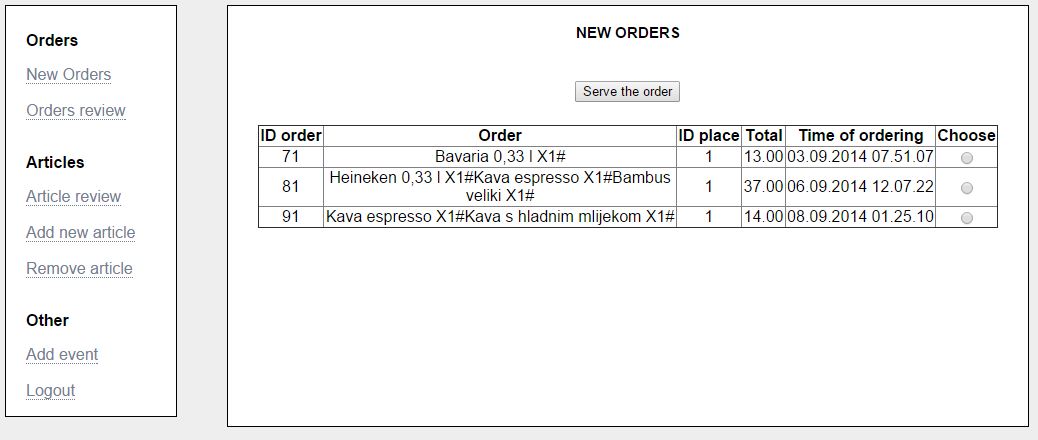 Orders
New Orders
Orders review
Articles
Article review
Add new article
Remove article
Other
Add event
Logout
NEW ORDERS
Serve the order
ID order Order ID place Total Time of ordering Choose
71 Bavaria 0,33 l X1# 1 13.00 03.09.2014 07.51.07
81 Heineken 0,33 l X1#Kava espresso X1#Bambus 1 37.00 06.09.2014 12.07.22
veliki X1#
91 Kava espresso X1#Kava s hladnim mlijekom X1# 1 14.00 08.09.2014 01.25.10